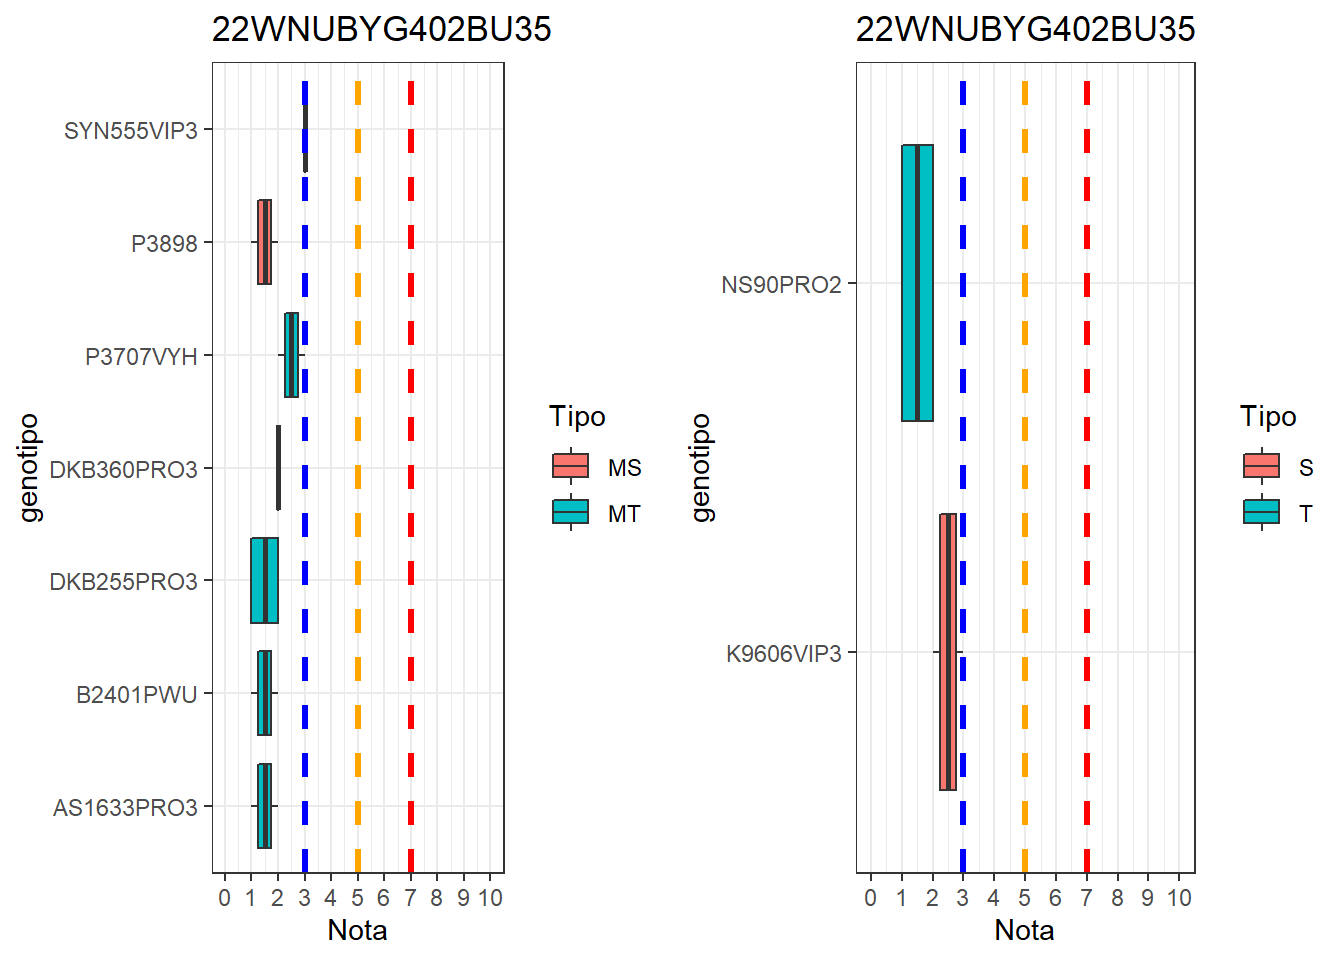 22WNUBYG402BU35
SYN555VIP3
P3898
P3707VYH
DKB360PRO3
DKB255PRO3
B2401PWU
AS1633PRO3
genotipo
0 1 2 3 4 5 6 7 8 9 10
Nota
Tipo
MS
MT
22WNUBYG402BU35
NS90PRO2
K9606VIP3
genotipo
0 1 2 3 4 5 6 7 8 9 10
Nota
Tipo
S
T